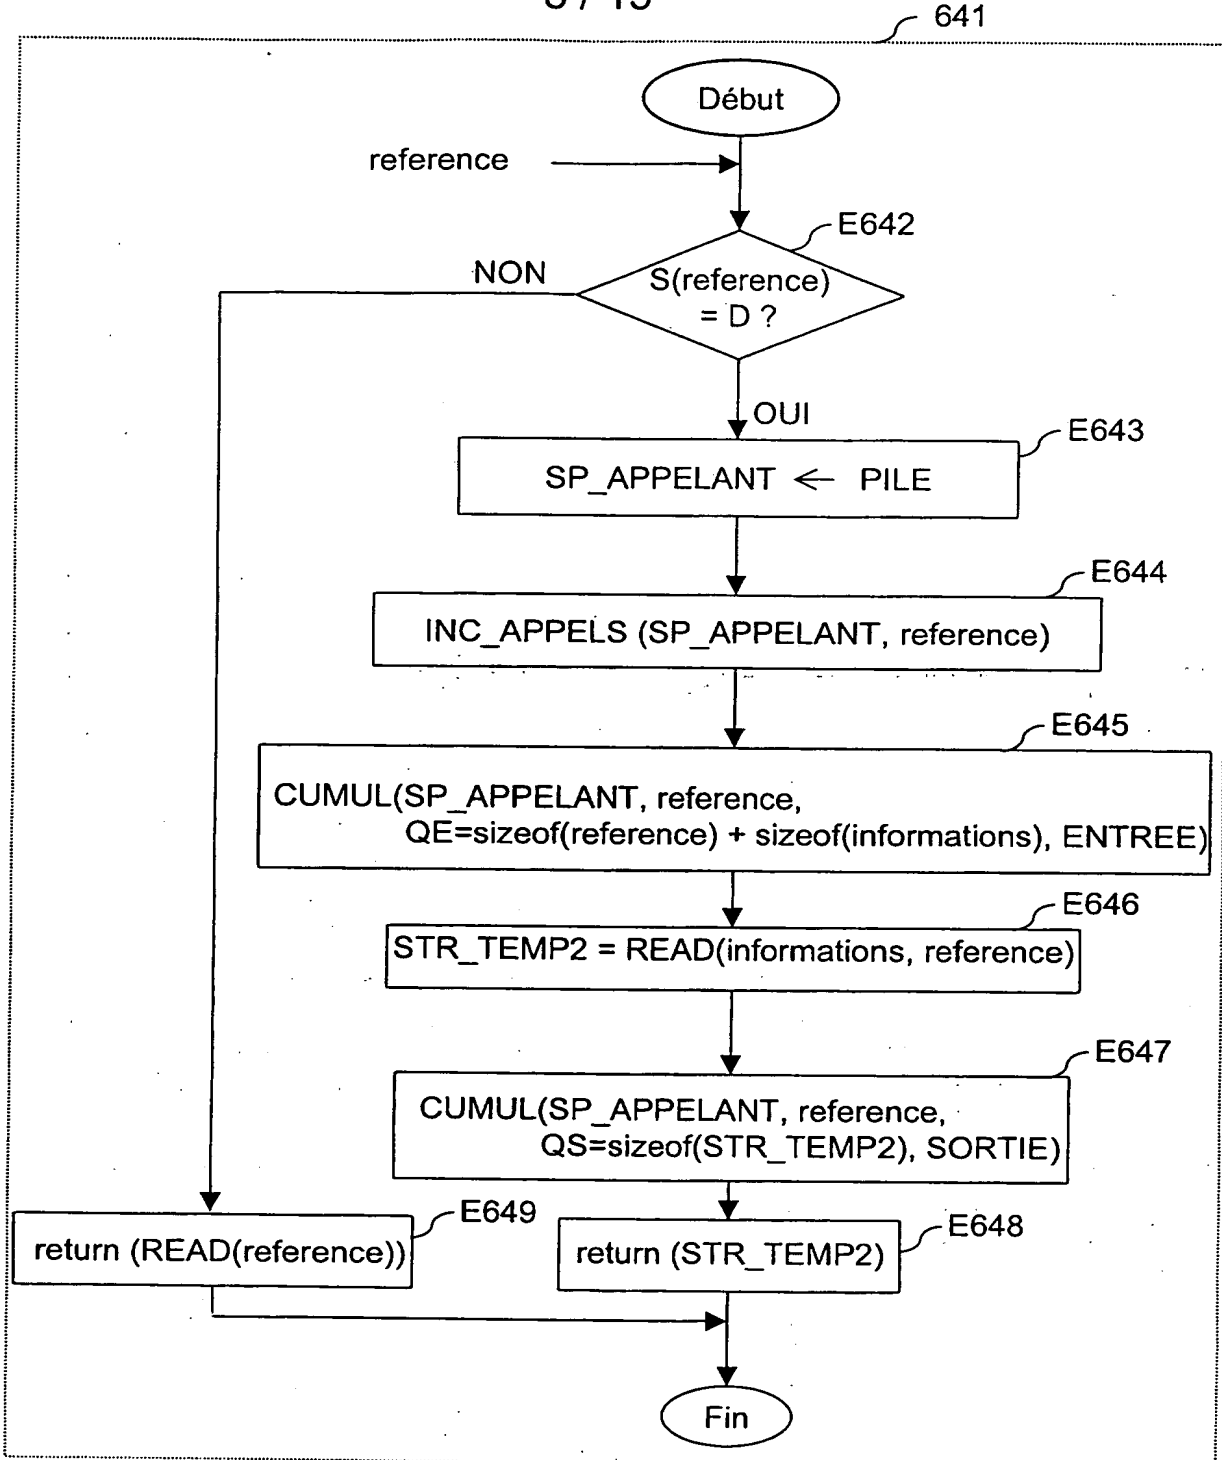 641
Début
reference
E642
NON
S(reference)
= D ?
OUI
E643
SP_APPELANT ← PILE
E644
INC_APPELS (SP_APPELANT, reference)
E645
CUMUL(SP_APPELANT, reference,
QE=sizeof(reference) + sizeof(informations), ENTREE)
E646
STR_TEMP2 = READ(informations, reference)
E647
CUMUL(SP_APPELANT, reference,
QS=sizeof(STR_TEMP2), SORTIE)
E649
return (READ(reference))
E648
return (STR_TEMP2)
Fin